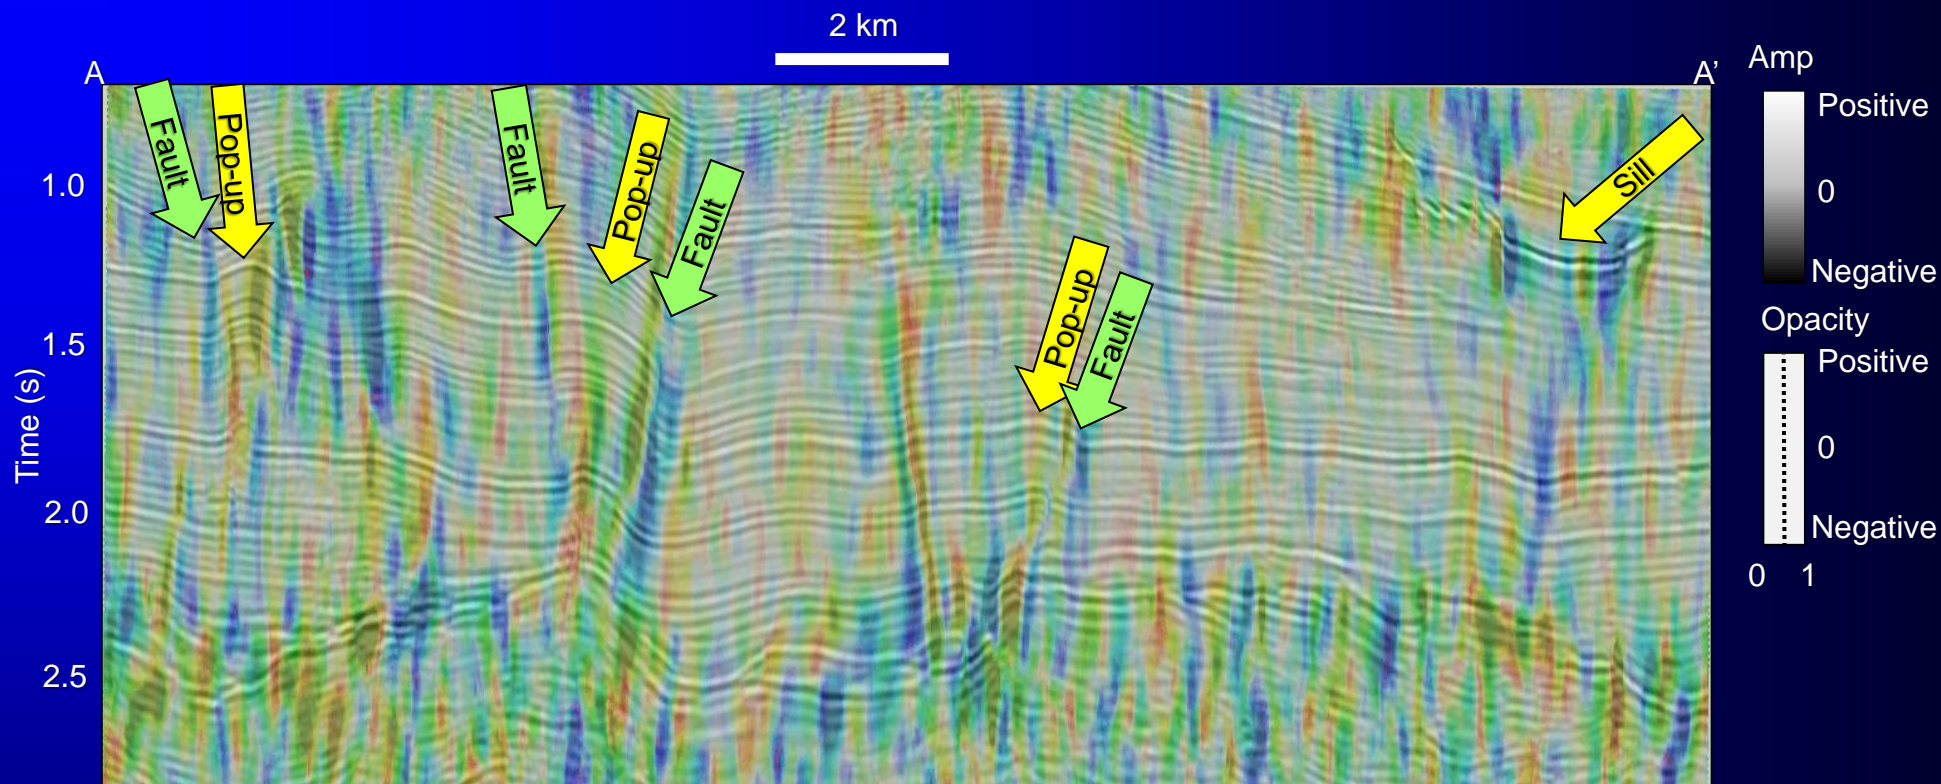 2 km
A
A’
Amp
Positive
0
Negative
Opacity
Positive
0
Negative
0 1
Time (s)
1.0
1.5
2.0
2.5
Fault
Pop-up
Fault
Pop-up
Fault
Pop-up
Fault
Sill